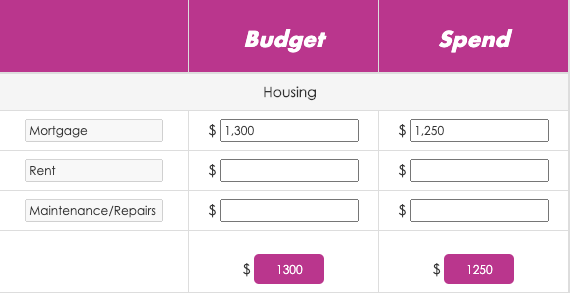 Budget Spend
Housing
Mortgage $ 1,300 $ 1,250
Rent $ $
Maintenance/Repairs $ $
$ 1300 $ 1250